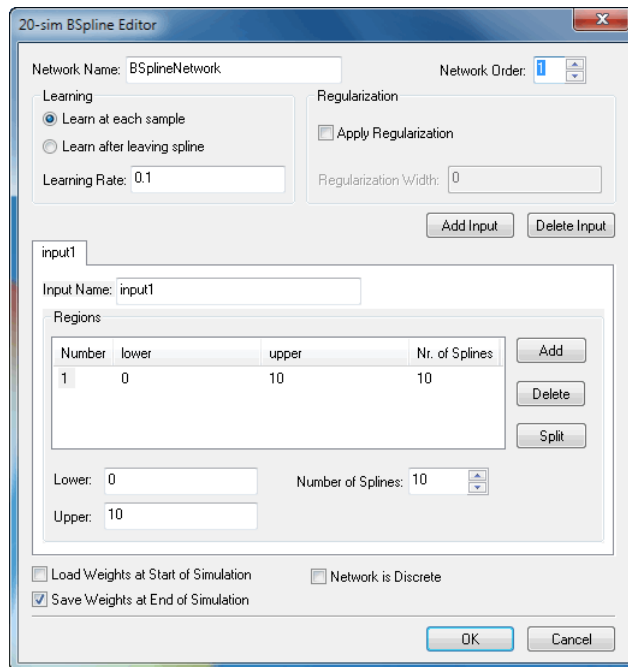 20-sim BSpline Editor
Network Name: BSplineNetwork Network Order: 1
Learning Regularization
Learn at each sample
Apply Regularization
Learn after leaving spline
Learning Rate: 0.1 Regularization Width: 0
Add Input Delete Input
input1
Input Name: input1
Regions
Number lower upper Nr. of Splines Add
1 0 10 10
Delete
Split
Lower: 0 Number of Splines: 10
Upper: 10
Load Weights at Start of Simulation Network is Discrete
Save Weights at End of Simulation
OK Cancel